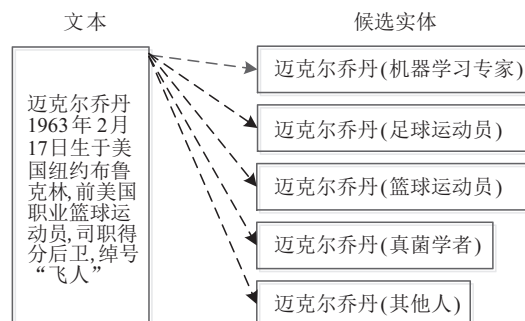 文本
候选实体
迈克尔乔丹
1963年2月
17日生于美
国纽约布鲁
克林,前美国
职业篮球运
动员,司职得
分后卫,绰号
“飞人”
迈克尔乔丹(机器学习专家)
迈克尔乔丹(足球运动员)
迈克尔乔丹(篮球运动员)
迈克尔乔丹(真菌学者)
迈克尔乔丹(其他人)